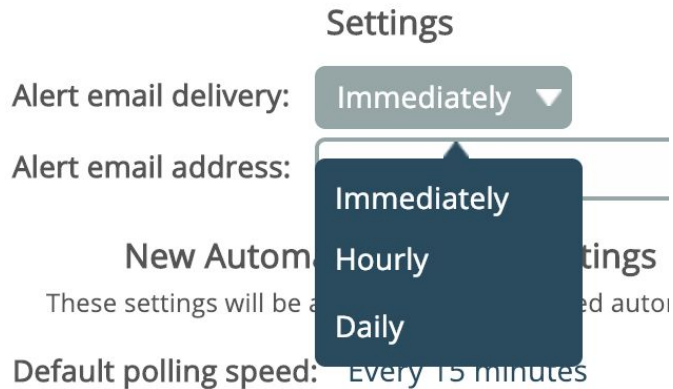 Settings
Alert email delivery: Immediately
Alert email address:
Immediately
Hourly
New Autom tings
Daily
These settings will be a ed auto
Default polling speed: Every 15 minutes